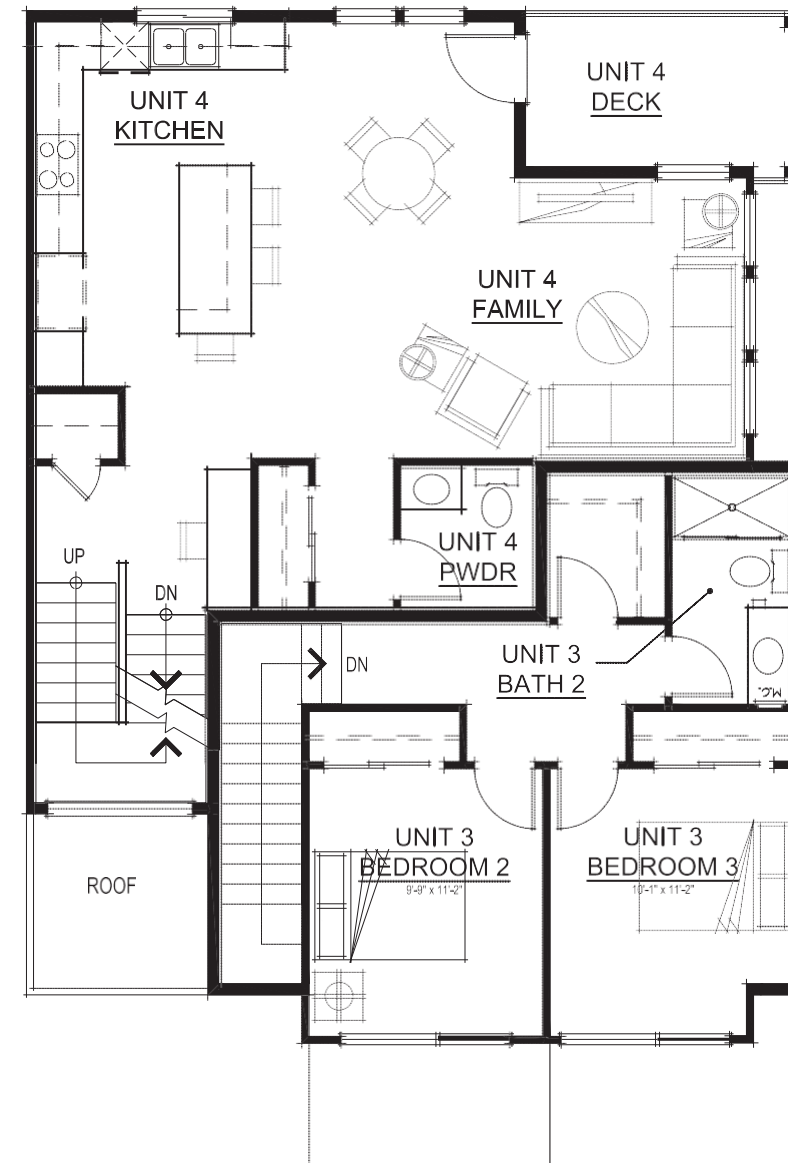 UNIT 4
DECK
UNIT 4
KITCHEN
UNIT 4
FAMILY
UNIT 4
PWDR
UP
DN
UNIT 3
BATH 2
DN
M.C.
UNIT 3
BEDROOM 2
9'-9" x 11'-2"
UNIT 3
BEDROOM 3
10'-1" x 11'-2"
ROOF